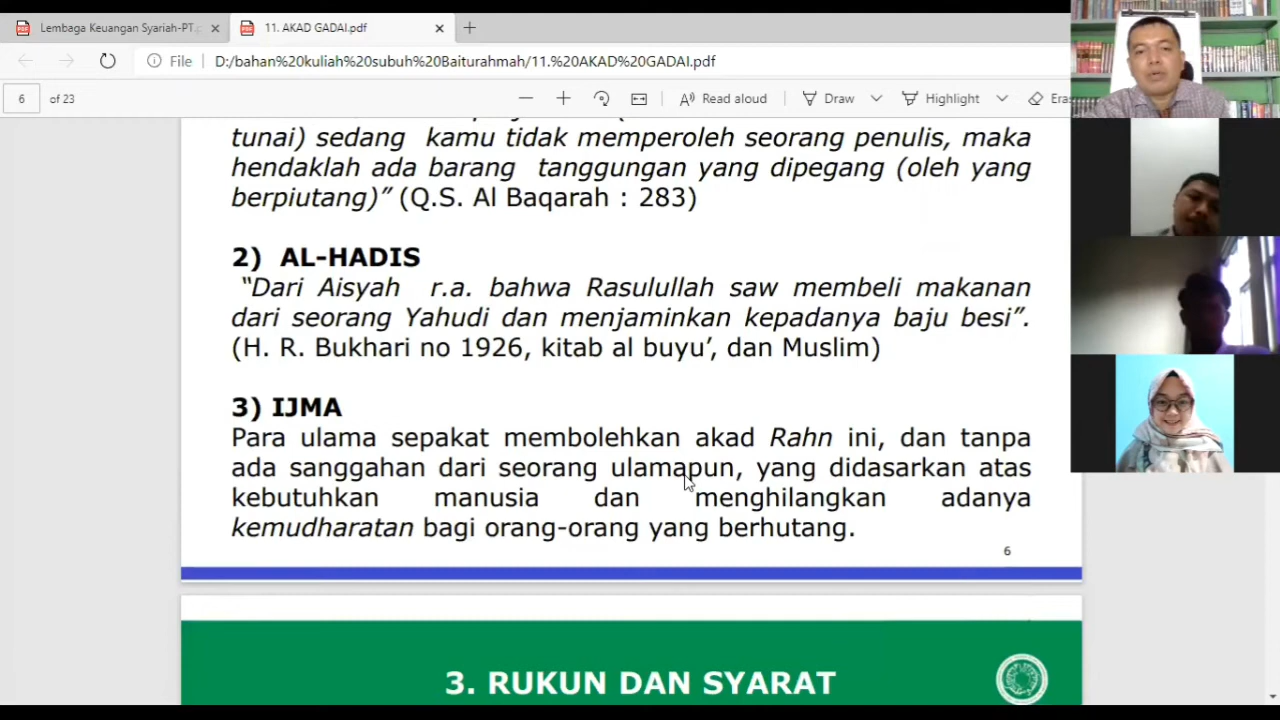 Lembaga Keuangan Syariah-PT.
11. AKAD GADAI.pdf
File
D:/bahan%20kuliah%20subuh%20Baiturahmah/11.%20AKAD%20GADAI.pdf
6 of 23
Read aloud
Draw
Highlight
Eras
tunai) sedang kamu tidak memperoleh seorang penulis, maka
hendaklah ada barang tanggungan yang dipegang (oleh yang
berpiutang)” (Q.S. Al Baqarah : 283)
2) AL-HADIS
“Dari Aisyah r.a. bahwa Rasulullah saw membeli makanan
dari seorang Yahudi dan menjaminkan kepadanya baju besi”.
(H. R. Bukhari no 1926, kitab al buyu’, dan Muslim)
3) IJMA
Para ulama sepakat membolehkan akad Rahn ini, dan tanpa
ada sanggahan dari seorang ulamapun, yang didasarkan atas
kebutuhkan manusia dan menghilangkan adanya
kemudharatan bagi orang-orang yang berhutang.
6
3. RUKUN DAN SYARAT